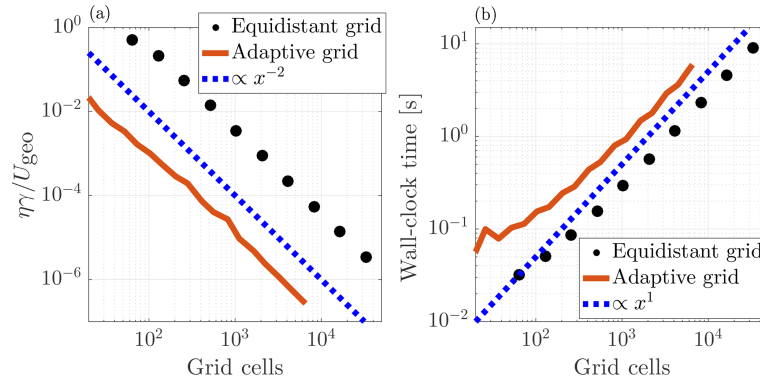 (a)
10^0
10^{-2}
10^{-4}
10^{-6}
ηγ/U_geo
Equidistant grid
Adaptive grid
∝ x^{-2}
10^2
10^3
10^4
Grid cells
(b)
10^1
10^0
10^{-1}
10^{-2}
Wall-clock time [s]
Equidistant grid
Adaptive grid
∝ x^1
10^2
10^3
10^4
Grid cells